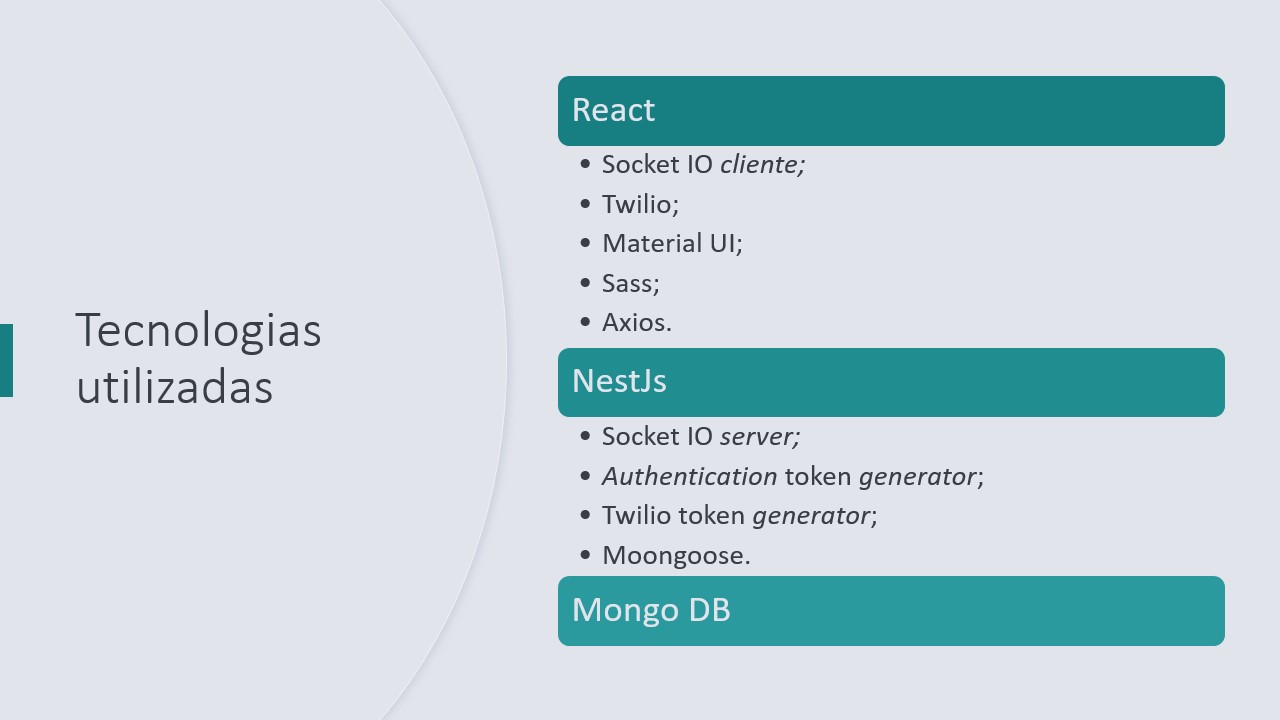 Tecnologias
utilizadas
React
• Socket IO cliente;
• Twilio;
• Material UI;
• Sass;
• Axios.
NestJs
• Socket IO server;
• Authentication token generator;
• Twilio token generator;
• Moongoose.
Mongo DB